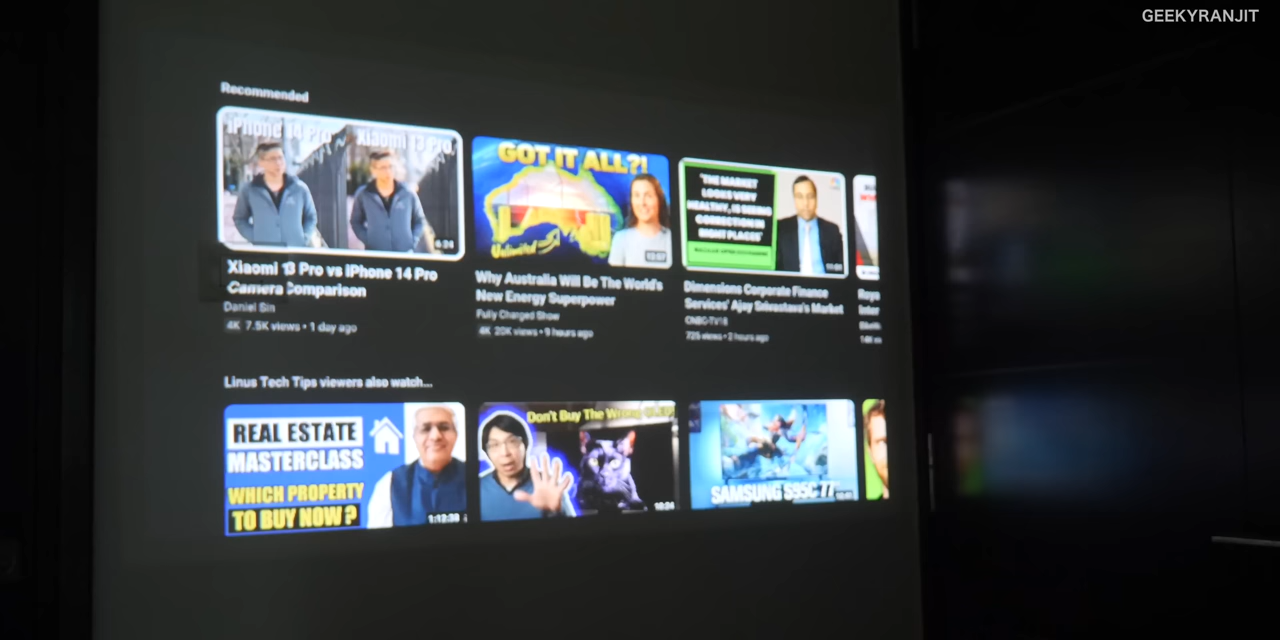 GEEKYRANJIT
Recommended
iPhone 14 Pro
Xiaomi 13 Pro
6:24
GOT IT ALL?!
Unlimited
"THE MARKET
LOOKS VERY
HEALTHY, IS SEEING
CORRECTION IN
RIGHT PLACES"
Xiaomi 13 Pro vs iPhone 14 Pro
Camera Comparison
Daniel Sin
4K 7.5K views • 1 day ago
Why Australia Will Be The World's
New Energy Superpower
Fully Charged Show
4K 20K views • 9 hours ago
Dimensions Corporate Finance
Services' Ajay Srivastava's Market
CNBC-TV18
725 views • 2 hours ago
Linus Tech Tips viewers also watch...
REAL ESTATE
MASTERCLASS
WHICH PROPERTY
TO BUY NOW?
1:12:38
Don't Buy The Wrong
SAMSUNG S95C 77"